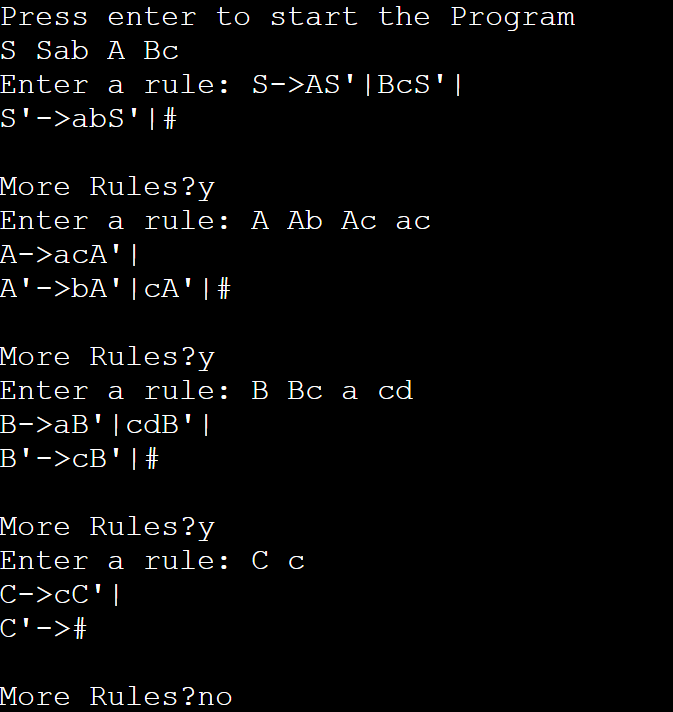 Press enter to start the Program
S Sab A Bc
Enter a rule: S->AS'|BcS'|
S'->abS'|#
More Rules?y
Enter a rule: A Ab Ac ac
A->acA'|
A'->bA'|cA'|#
More Rules?y
Enter a rule: B Bc a cd
B->aB'|cdB'|
B'->cB'|#
More Rules?y
Enter a rule: C c
C->cC'|
C'->#
More Rules?no